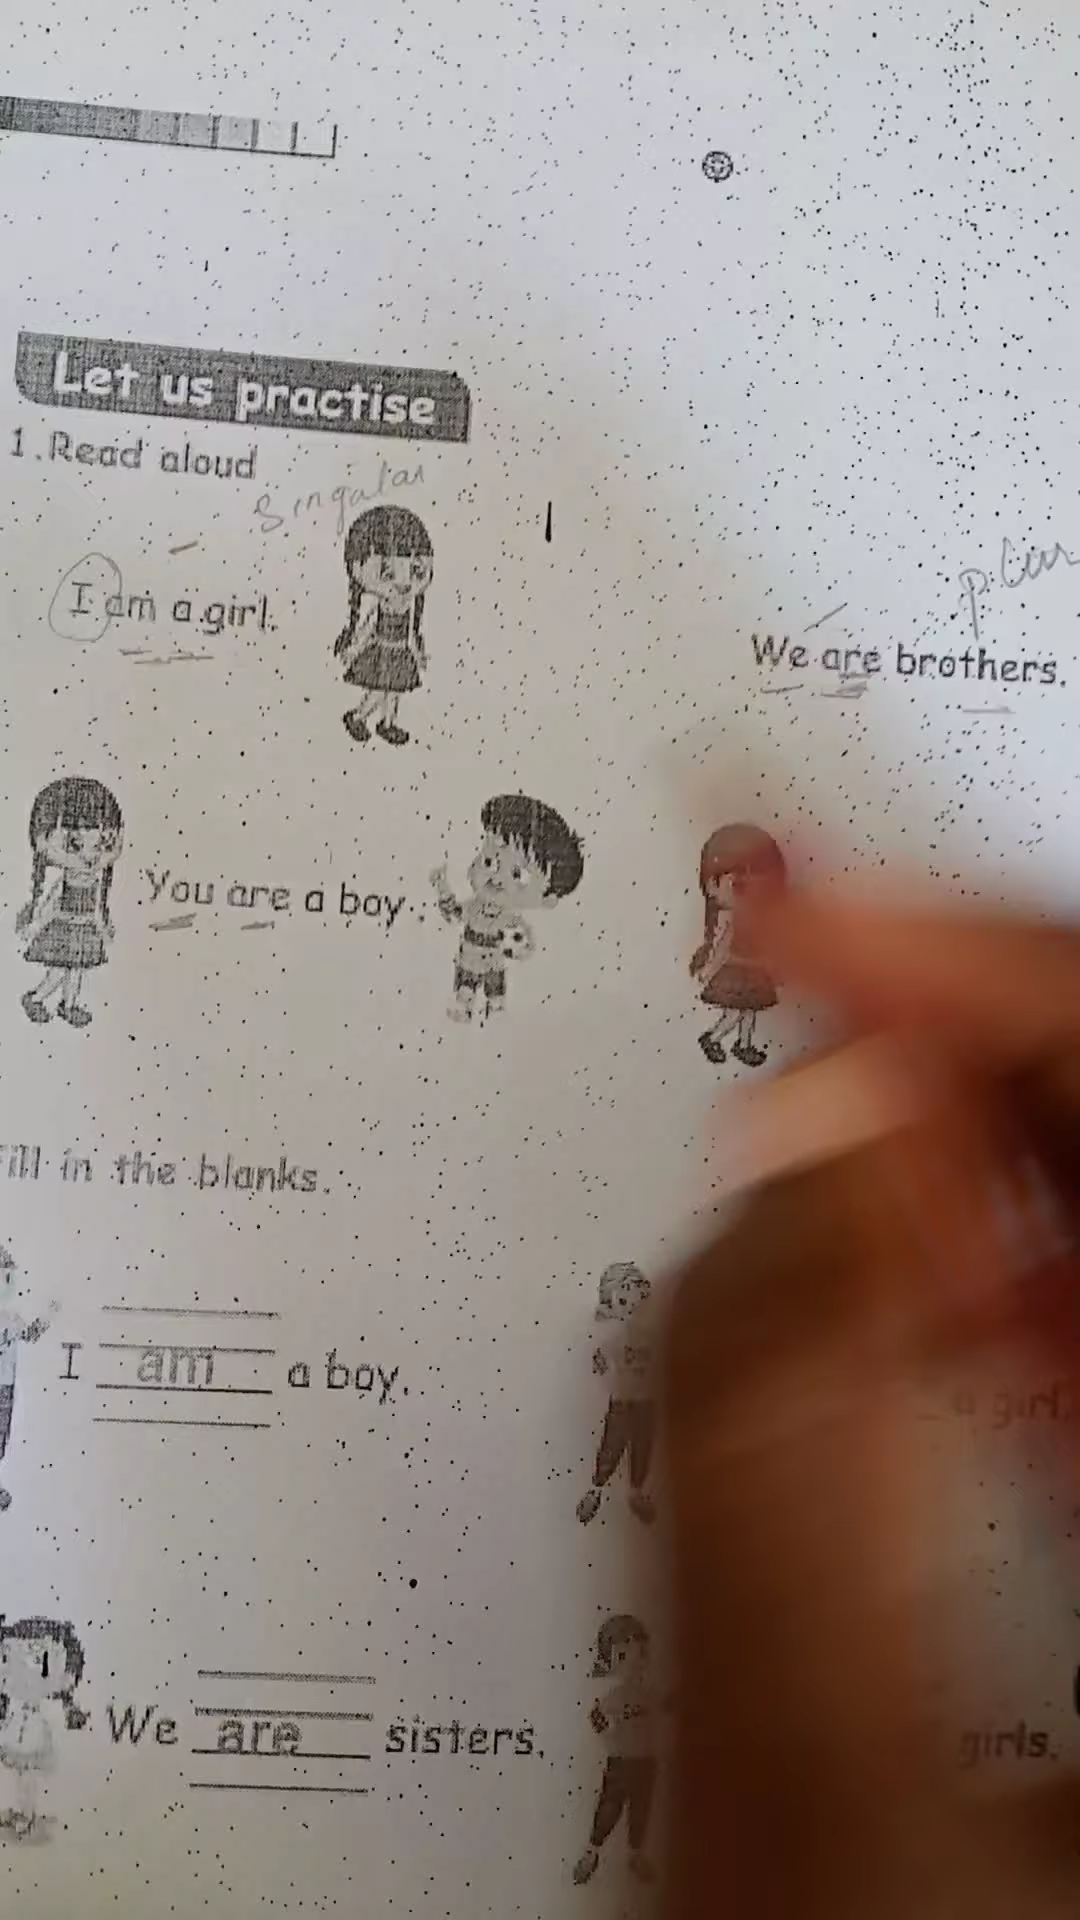 Let us practise
1. Read aloud
Singular
I am a girl.
We are brothers.
You are a boy.
ill in the blanks.
I am a boy.
a girl.
We are sisters.
girls.